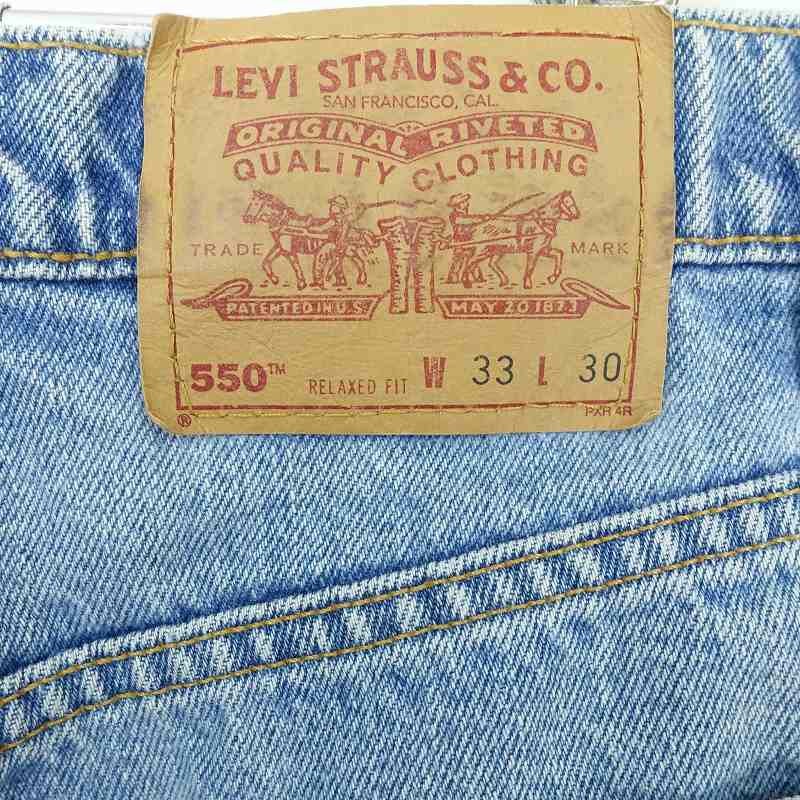 LEVI STRAUSS & CO.
SAN FRANCISCO, CAL.
ORIGINAL RIVETED
QUALITY CLOTHING
TRADE MARK
PATENTED IN U.S. MAY 20 1873
550™ RELAXED FIT W 33 L 30
® PXR 4R